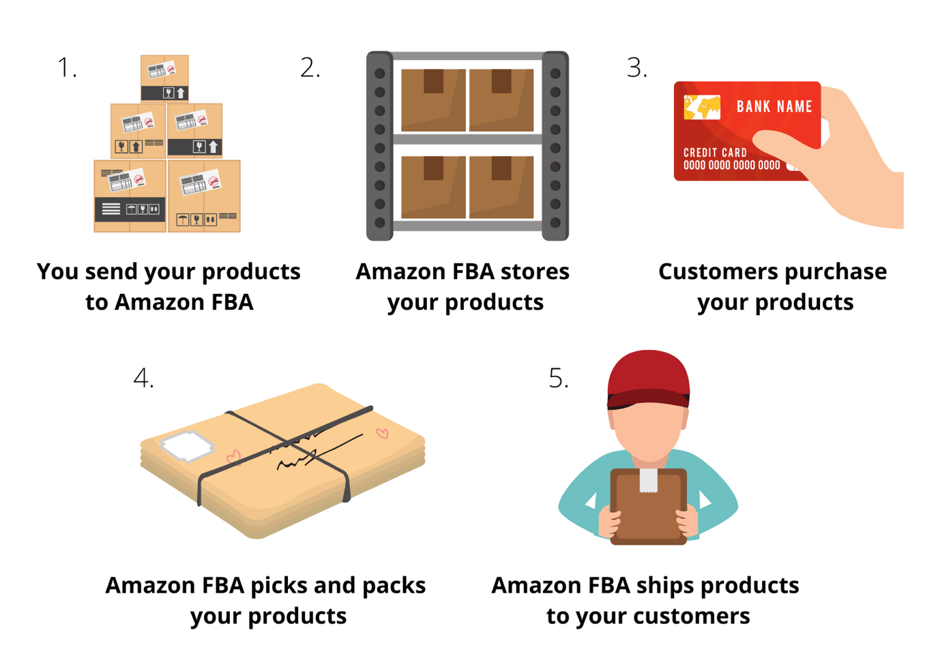 1.
2.
3.
BANK NAME
CREDIT CARD
0000 0000 0000 0000
You send your products
to Amazon FBA
Amazon FBA stores
your products
Customers purchase
your products
4.
5.
Amazon FBA picks and packs
your products
Amazon FBA ships products
to your customers